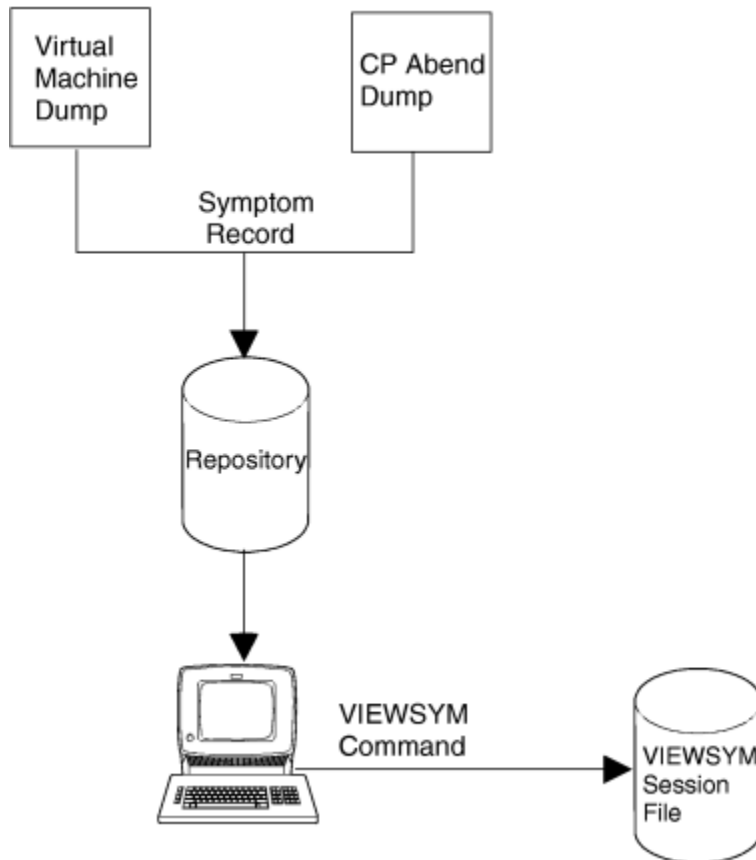 Virtual
Machine
Dump
CP Abend
Dump
Symptom
Record
Repository
VIEWSYM
Command
VIEWSYM
Session
File